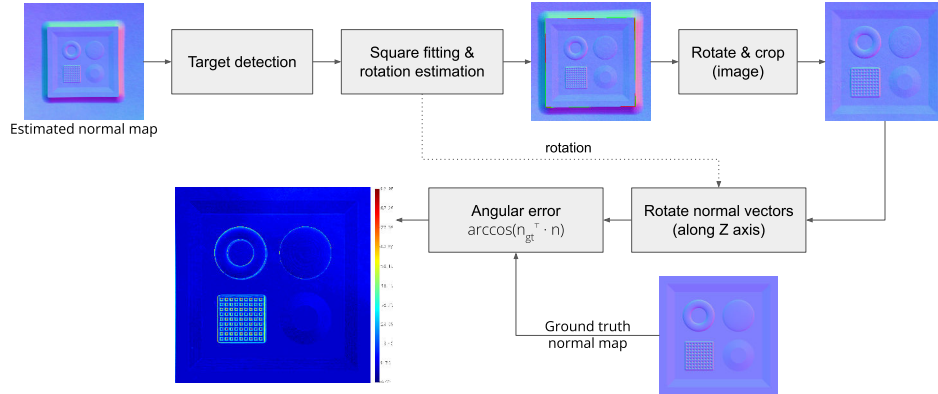 Estimated normal map
Target detection
Square fitting &
rotation estimation
Rotate & crop
(image)
rotation
Rotate normal vectors
(along Z axis)
Angular error
arccos(n_gt^⊤ · n)
Ground truth
normal map